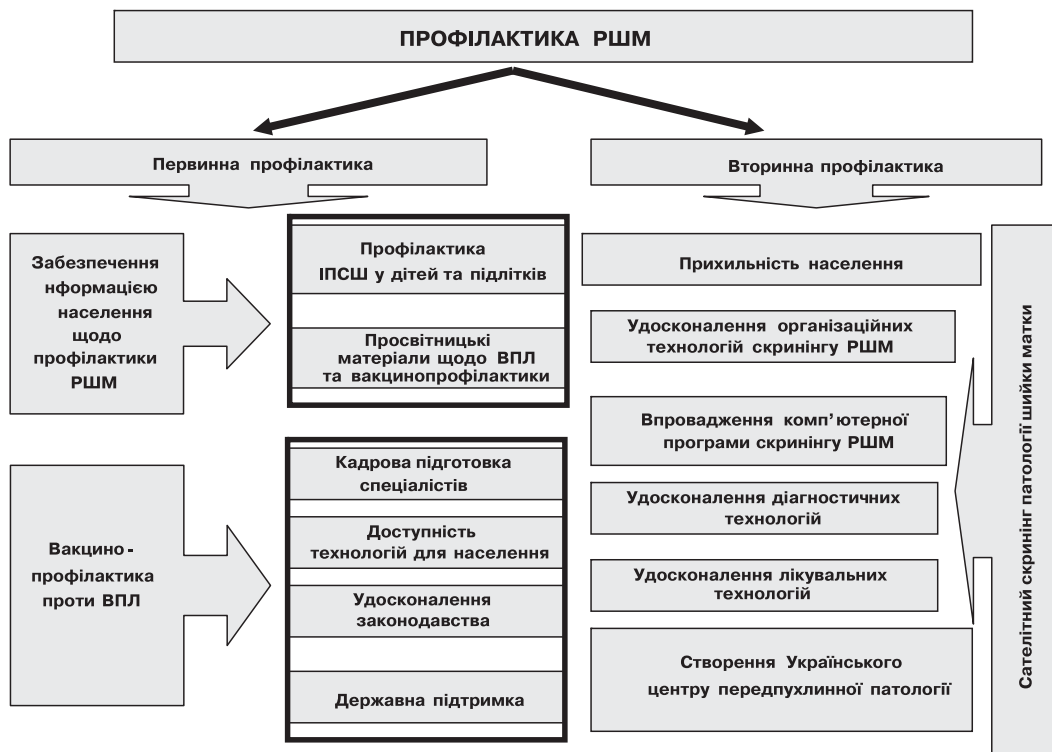 ПРОФІЛАКТИКА РШМ
Первинна профілактика
Вторинна профілактика
Забезпечення
нформацією
населення
щодо
профілактики
РШМ
Профілактика
ІПСШ у дітей та підлітків
Просвітницькі
матеріали щодо ВПЛ
та вакцинопрофілактики
Вакцино-
профілактика
проти ВПЛ
Кадрова підготовка
спеціалістів
Доступність
технологій для населення
Удосконалення
законодавства
Державна підтримка
Прихильність населення
Удосконалення організаційних
технологій скринінгу РШМ
Впровадження комп’ютерної
програми скринінгу РШМ
Удосконалення діагностичних
технологій
Удосконалення лікувальних
технологій
Створення Українського
центру передпухлинної патології
Сателітний скринінг патології шийки матки